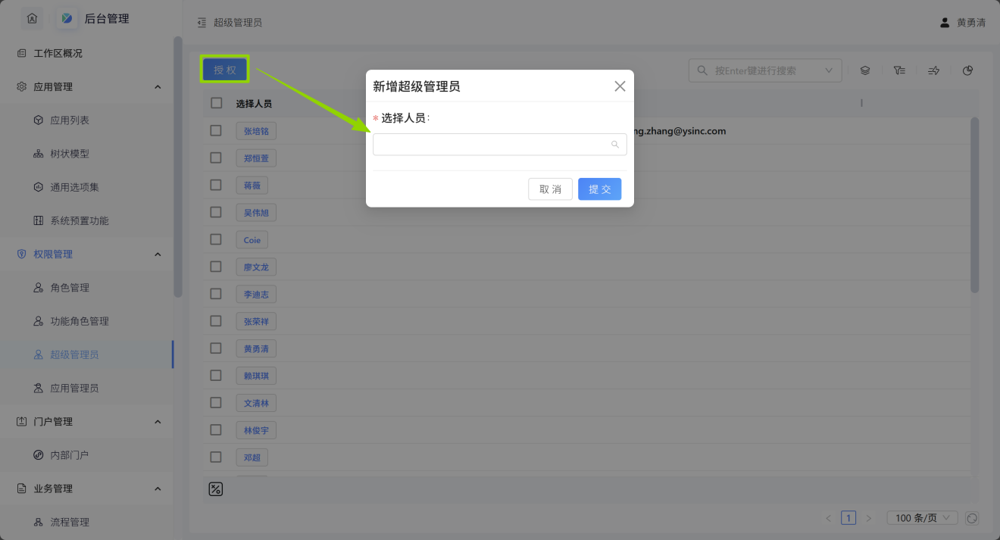 后台管理
超级管理员
黄勇清
工作区概况
应用管理
应用列表
树状模型
通用选项集
系统预置功能
权限管理
角色管理
功能角色管理
超级管理员
应用管理员
门户管理
内部门户
业务管理
流程管理
授 权
按Enter键进行搜索
选择人员
张培铭
ng.zhang@ysinc.com
郑恒萱
蒋薇
吴伟旭
Coie
廖文龙
李迪志
张荣祥
黄勇清
赖琪琪
文清林
林俊宇
邓超
新增超级管理员
* 选择人员:
取 消
提 交
1
100 条/页